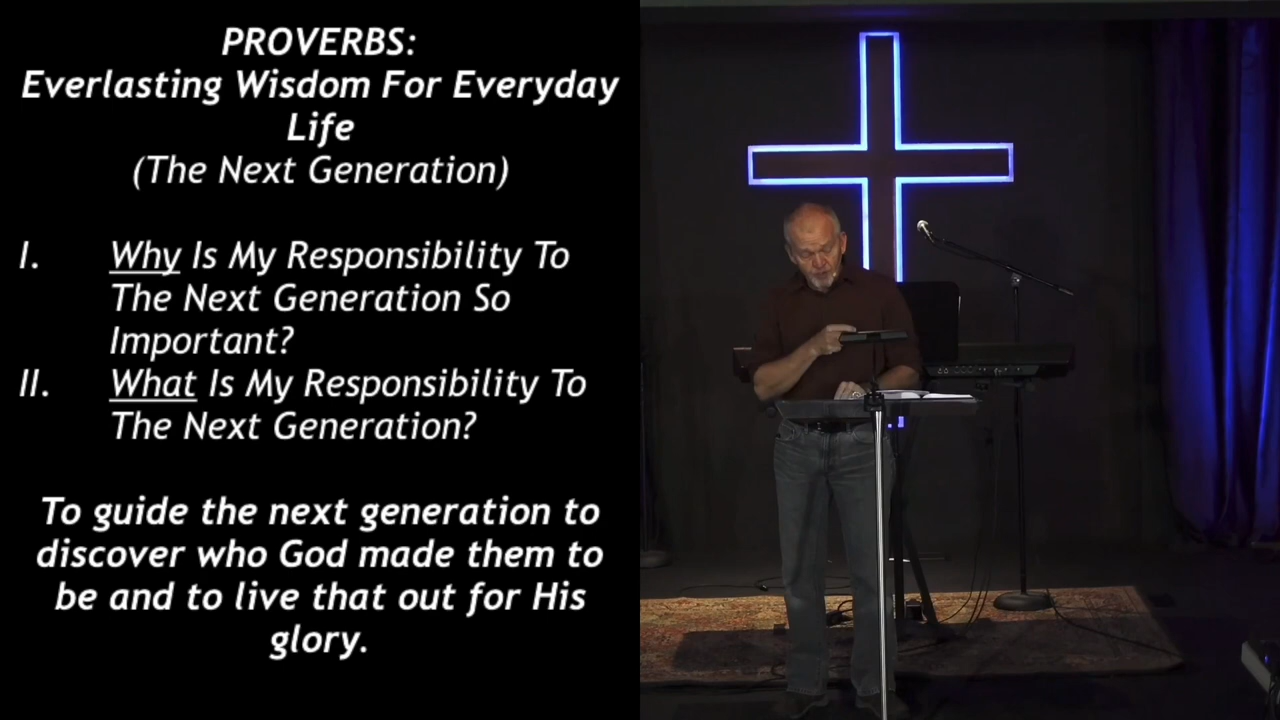 PROVERBS:
Everlasting Wisdom For Everyday
Life
(The Next Generation)
I. Why Is My Responsibility To
The Next Generation So
Important?
II. What Is My Responsibility To
The Next Generation?
To guide the next generation to
discover who God made them to
be and to live that out for His
glory.